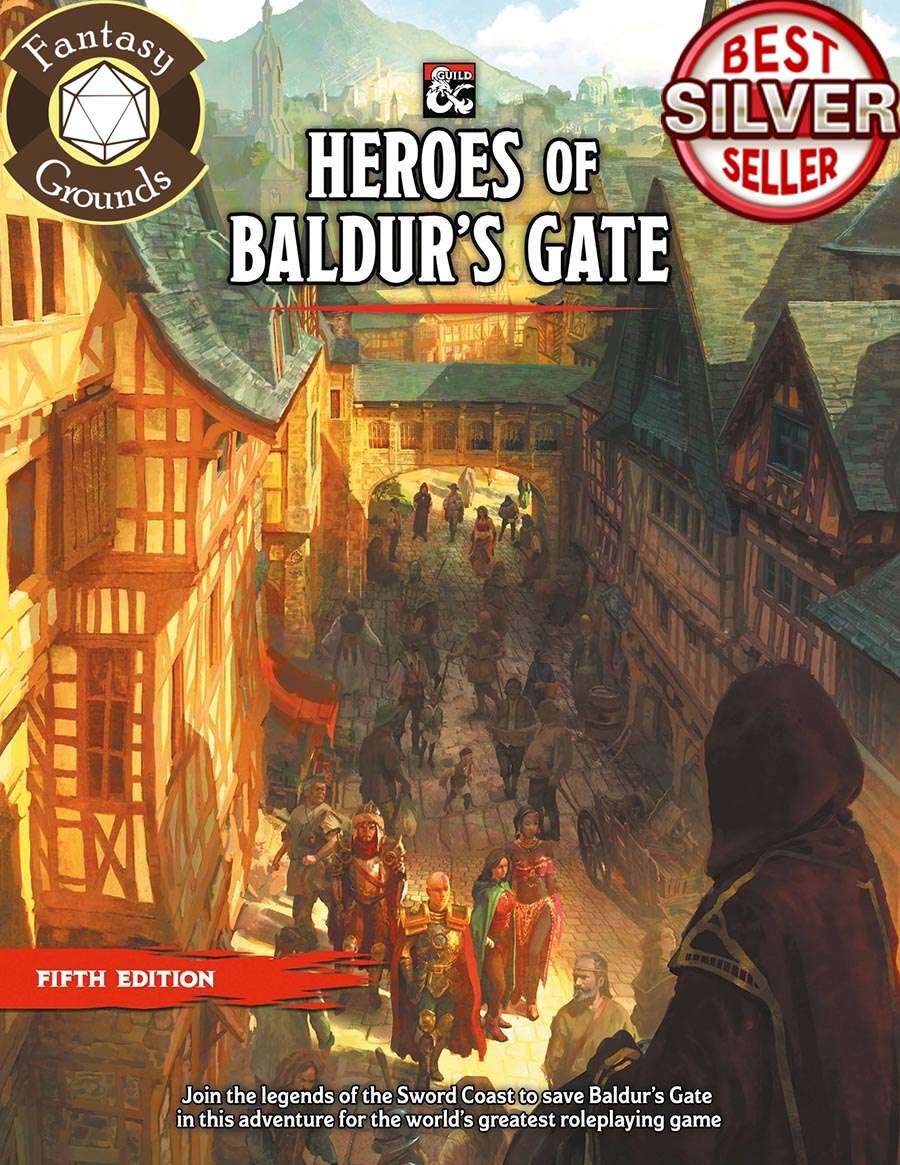 Fantasy
Grounds
BEST
SILVER
SELLER
GUILD
HEROES OF
BALDUR'S GATE
FIFTH EDITION
Join the legends of the Sword Coast to save Baldur's Gate
in this adventure for the world's greatest roleplaying game